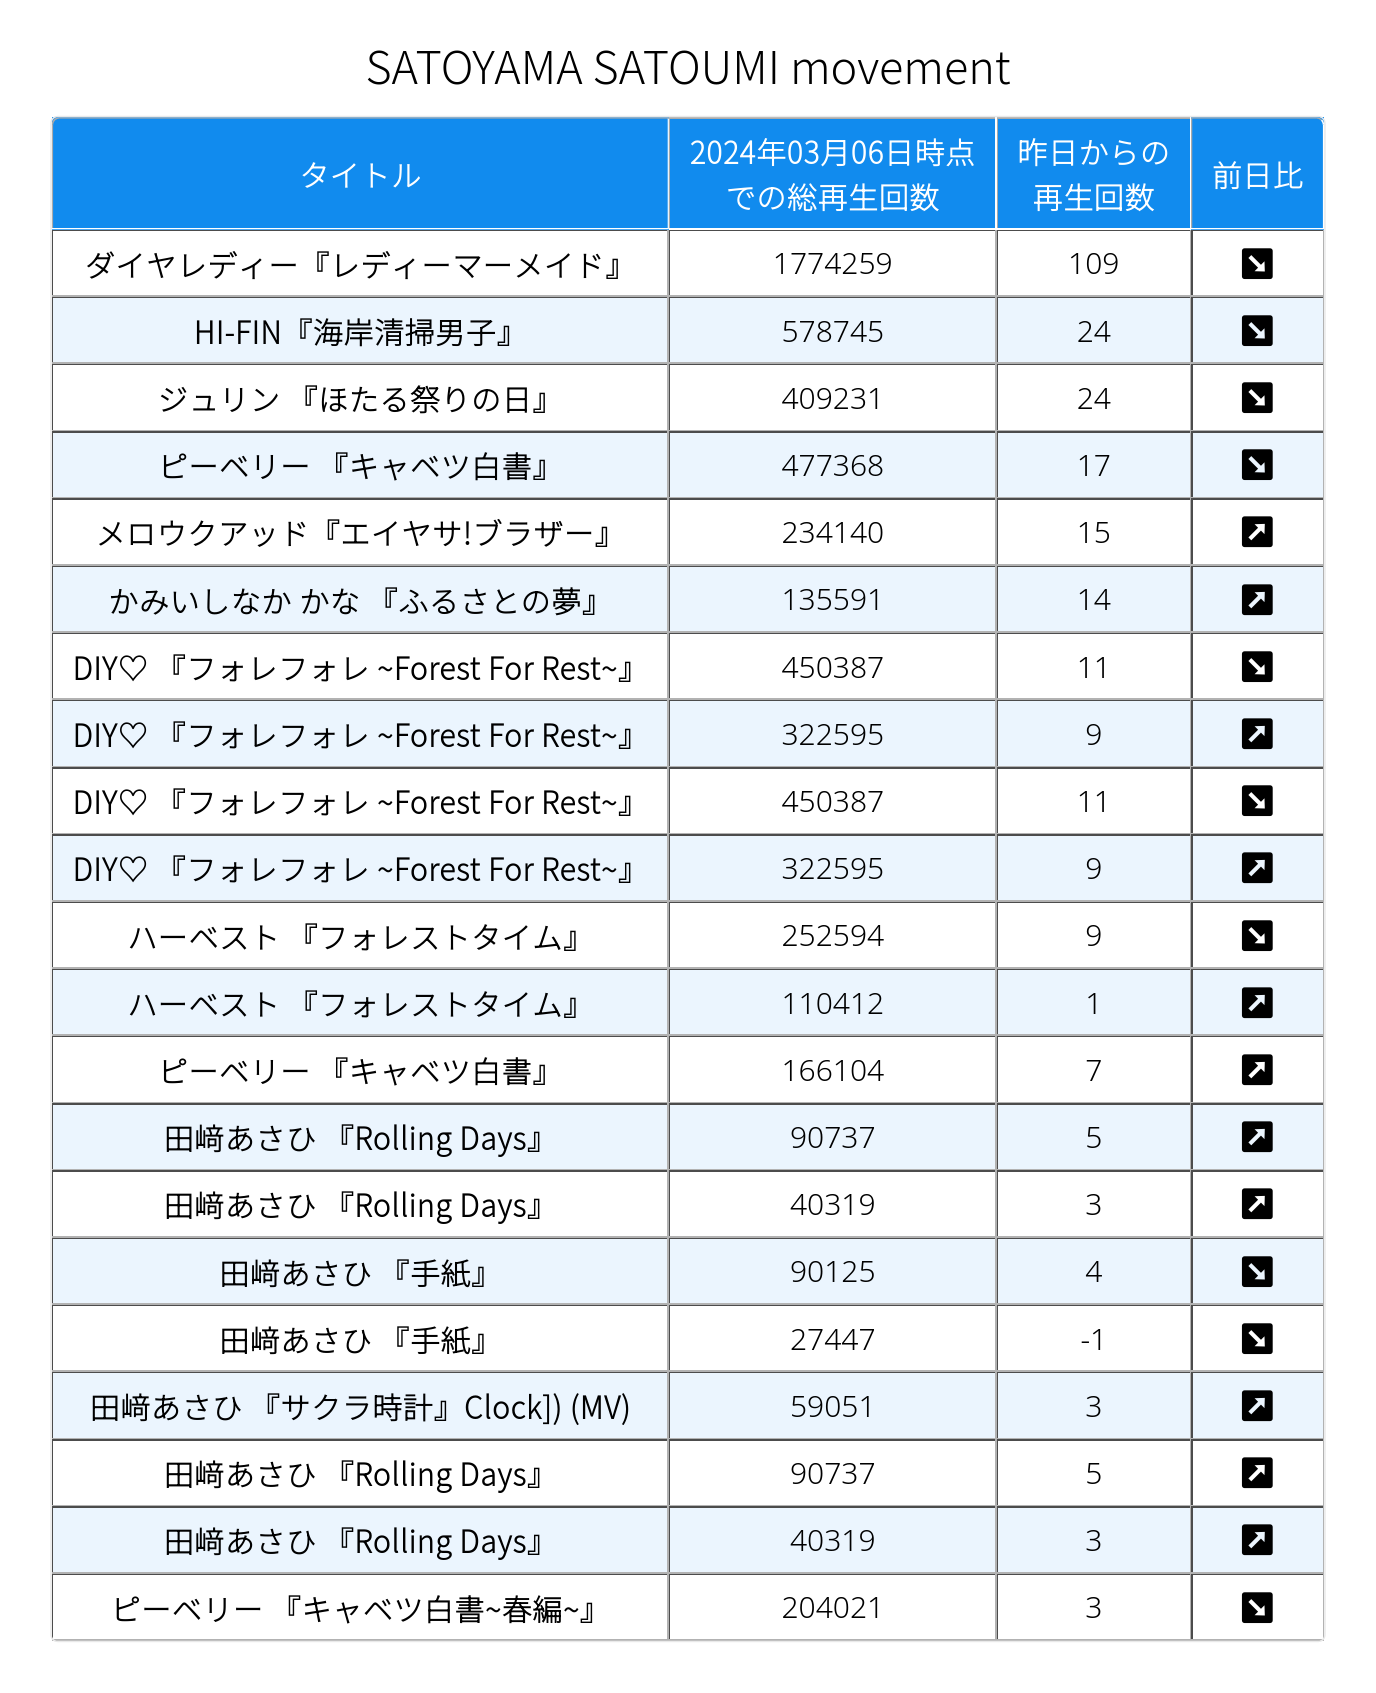 SATOYAMA SATOUMI movement
タイトル 2024年03月06日時点での総再生回数 昨日からの再生回数 前日比
ダイヤレディー『レディーマーメイド』 1774259 109 ↘
HI-FIN『海岸清掃男子』 578745 24 ↘
ジュリン 『ほたる祭りの日』 409231 24 ↘
ピーベリー 『キャベツ白書』 477368 17 ↘
メロウクアッド『エイヤサ!ブラザー』 234140 15 ↗
かみいしなか かな 『ふるさとの夢』 135591 14 ↗
DIY♡ 『フォレフォレ ~Forest For Rest~』 450387 11 ↘
DIY♡ 『フォレフォレ ~Forest For Rest~』 322595 9 ↗
DIY♡ 『フォレフォレ ~Forest For Rest~』 450387 11 ↘
DIY♡ 『フォレフォレ ~Forest For Rest~』 322595 9 ↗
ハーベスト 『フォレストタイム』 252594 9 ↘
ハーベスト 『フォレストタイム』 110412 1 ↗
ピーベリー 『キャベツ白書』 166104 7 ↗
田﨑あさひ 『Rolling Days』 90737 5 ↗
田﨑あさひ 『Rolling Days』 40319 3 ↗
田﨑あさひ 『手紙』 90125 4 ↘
田﨑あさひ 『手紙』 27447 -1 ↘
田﨑あさひ 『サクラ時計』Clock]) (MV) 59051 3 ↗
田﨑あさひ 『Rolling Days』 90737 5 ↗
田﨑あさひ 『Rolling Days』 40319 3 ↗
ピーベリー 『キャベツ白書~春編~』 204021 3 ↘